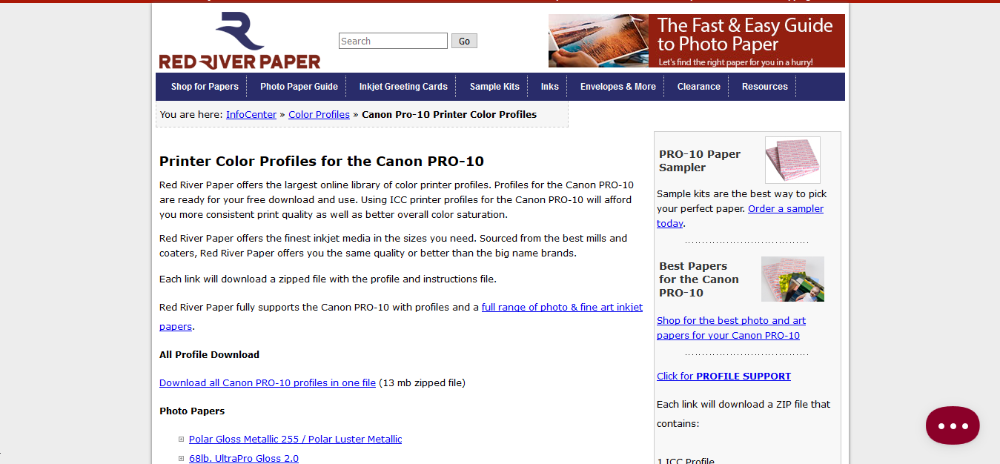 RED RIVER PAPER
Search
Go
The Fast & Easy Guide
to Photo Paper
Let's find the right paper for you in a hurry!
Shop for Papers
Photo Paper Guide
Inkjet Greeting Cards
Sample Kits
Inks
Envelopes & More
Clearance
Resources
You are here: InfoCenter » Color Profiles » Canon Pro-10 Printer Color Profiles
Printer Color Profiles for the Canon PRO-10
Red River Paper offers the largest online library of color printer profiles. Profiles for the Canon PRO-10
are ready for your free download and use. Using ICC printer profiles for the Canon PRO-10 will afford
you more consistent print quality as well as better overall color saturation.
Red River Paper offers the finest inkjet media in the sizes you need. Sourced from the best mills and
coaters, Red River Paper offers you the same quality or better than the big name brands.
Each link will download a zipped file with the profile and instructions file.
Red River Paper fully supports the Canon PRO-10 with profiles and a full range of photo & fine art inkjet
papers.
All Profile Download
Download all Canon PRO-10 profiles in one file (13 mb zipped file)
Photo Papers
Polar Gloss Metallic 255 / Polar Luster Metallic
68lb. UltraPro Gloss 2.0
PRO-10 Paper
Sampler
Sample kits are the best way to pick
your perfect paper. Order a sampler
today.
Best Papers
for the Canon
PRO-10
Shop for the best photo and art
papers for your Canon PRO-10
Click for PROFILE SUPPORT
Each link will download a ZIP file that
contains:
1 ICC Profile